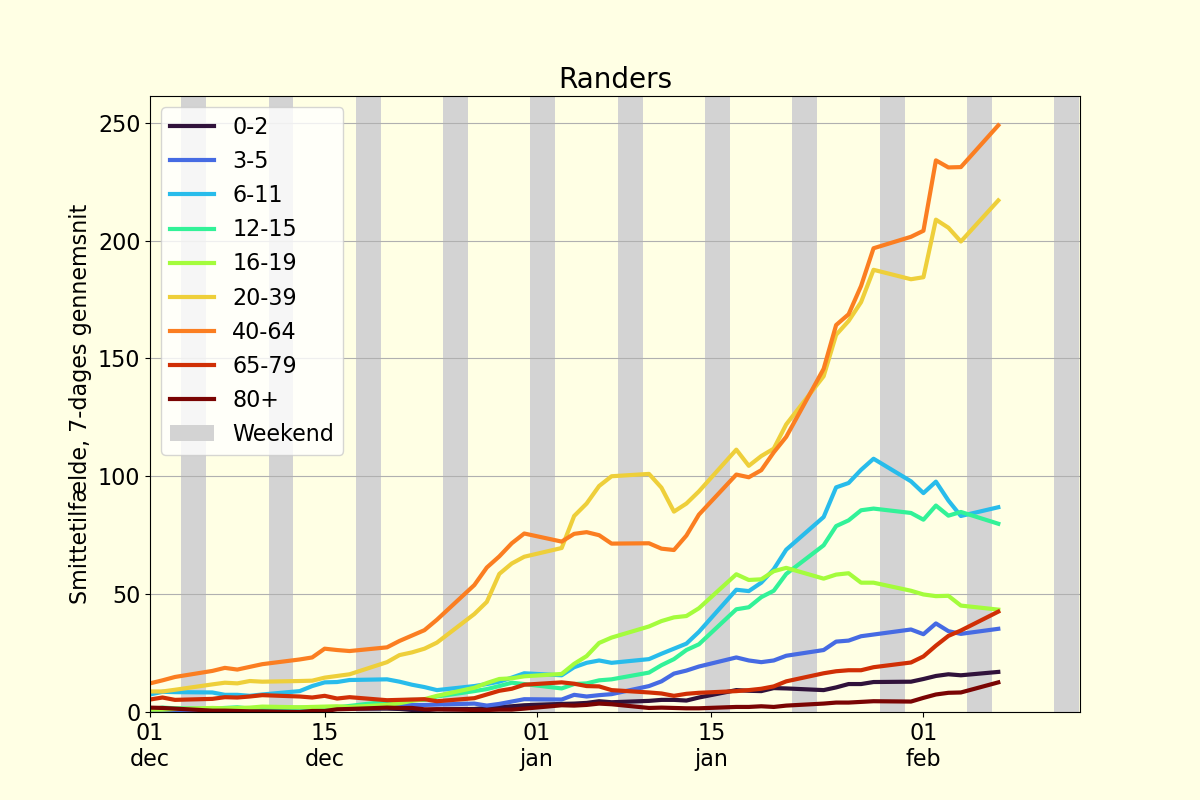 Randers
Smittetilfælde, 7-dages gennemsnit
250
200
150
100
50
0
0-2
3-5
6-11
12-15
16-19
20-39
40-64
65-79
80+
Weekend
01 dec
15 dec
01 jan
15 jan
01 feb